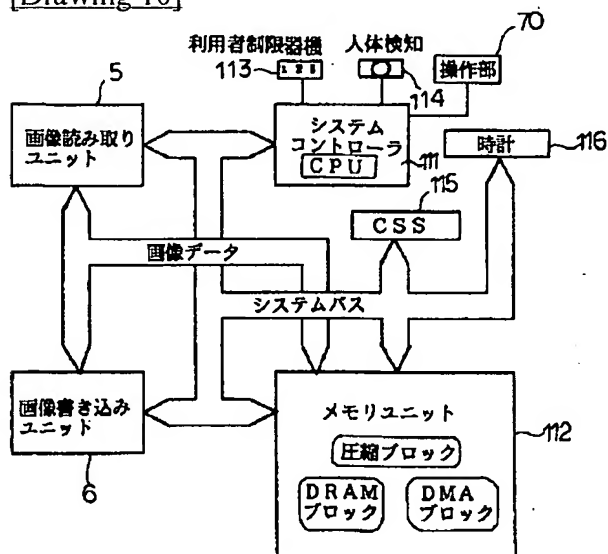 [Drawing 10]
利用者制限器機
113
1 2 3
人体検知
114
70
操作部
5
画像読み取り
ユニット
システム
コントローラ
CPU
111
時計
116
115
CSS
画像データ
システムバス
画像書き込み
ユニット
6
メモリユニット
圧縮ブロック
DRAM
ブロック
DMA
ブロック
112